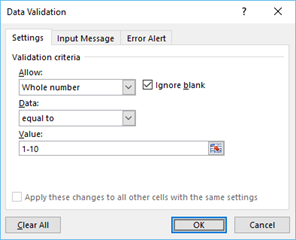 Data Validation ? ×
Settings Input Message Error Alert
Validation criteria
Allow:
Whole number Ignore blank
Data:
equal to
Value:
1-10
Apply these changes to all other cells with the same settings
Clear All OK Cancel